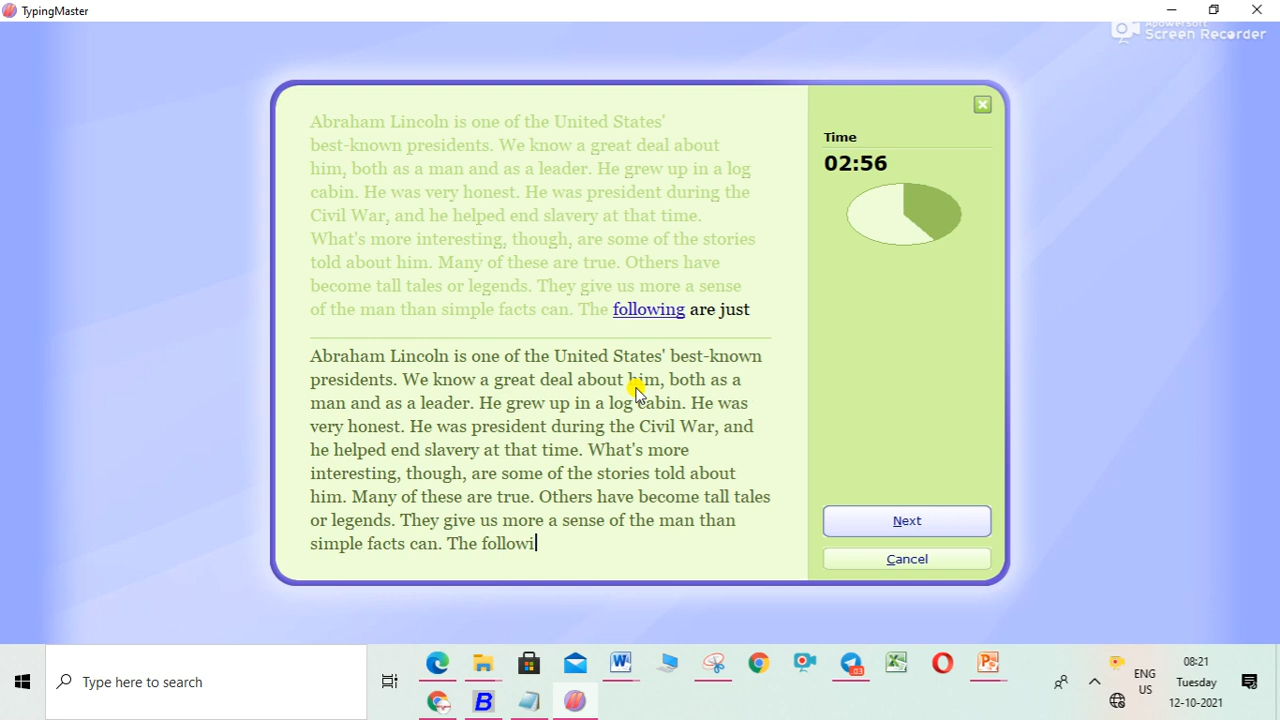 TypingMaster
Apowersoft
Screen Recorder
Abraham Lincoln is one of the United States'
best-known presidents. We know a great deal about
him, both as a man and as a leader. He grew up in a log
cabin. He was very honest. He was president during the
Civil War, and he helped end slavery at that time.
What's more interesting, though, are some of the stories
told about him. Many of these are true. Others have
become tall tales or legends. They give us more a sense
of the man than simple facts can. The following are just
Abraham Lincoln is one of the United States' best-known
presidents. We know a great deal about him, both as a
man and as a leader. He grew up in a log cabin. He was
very honest. He was president during the Civil War, and
he helped end slavery at that time. What's more
interesting, though, are some of the stories told about
him. Many of these are true. Others have become tall tales
or legends. They give us more a sense of the man than
simple facts can. The followi
Time
02:56
Next
Cancel
Type here to search
ENG
US
08:21
Tuesday
12-10-2021